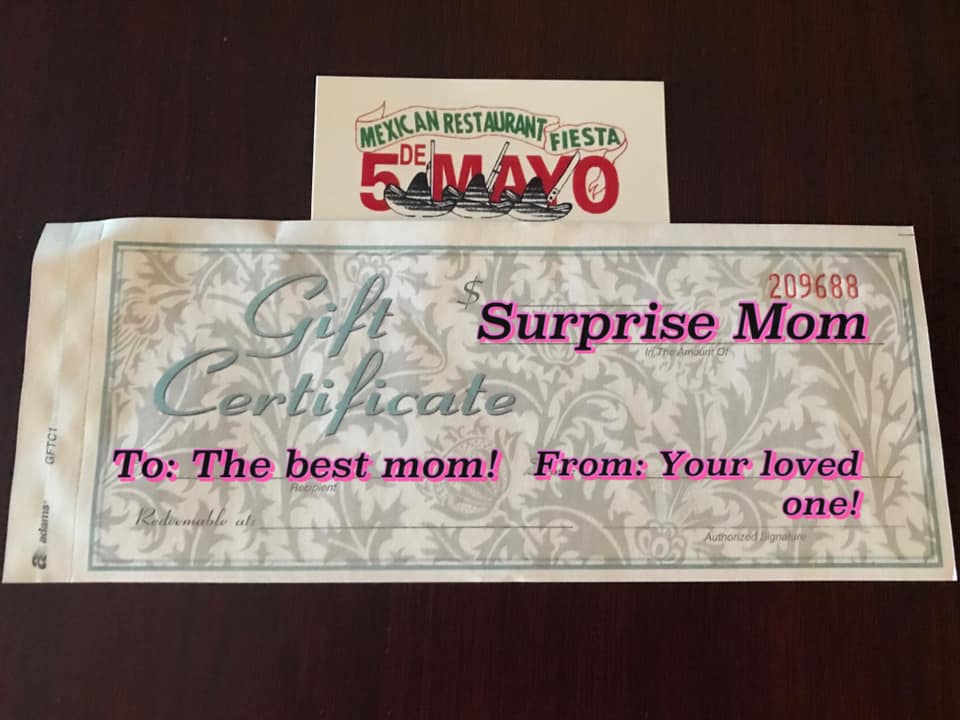 MEXICAN RESTAURANT FIESTA
5 DE MAYO
209688
Gift
Certificate
$
Surprise Mom
In The Amount Of
To: The best mom! From: Your loved
one!
Recipient
Redeemable at:
Authorized Signature
GFTC1
a adams®